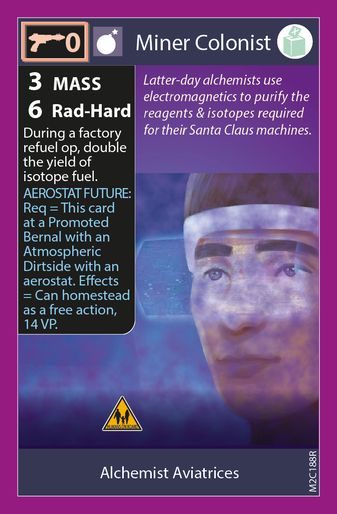 0
Miner Colonist
3 MASS
6 Rad-Hard
During a factory
refuel op, double
the yield of
isotope fuel.
AEROSTAT FUTURE:
Req = This card
at a Promoted
Bernal with an
Atmospheric
Dirtside with an
aerostat. Effects
= Can homestead
as a free action,
14 VP.
Latter-day alchemists use
electromagnetics to purify the
reagents & isotopes required
for their Santa Claus machines.
Alchemist Aviatrices
M2C188R